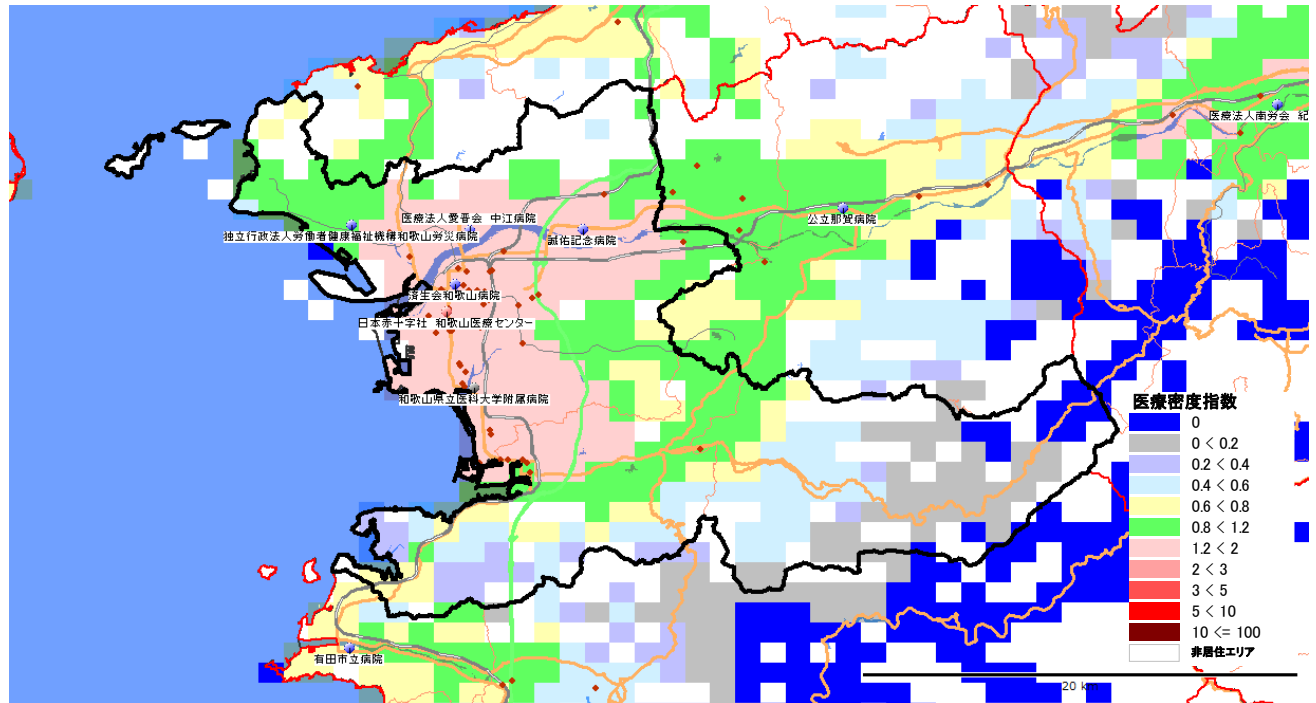 医療法人南労会 紀
公立那賀病院
医療法人愛晋会 中江病院
独立行政法人労働者健康福祉機構和歌山労災病院
誠佑記念病院
済生会和歌山病院
日本赤十字社 和歌山医療センター
和歌山県立医科大学附属病院
有田市立病院
医療密度指数
0
0 < 0.2
0.2 < 0.4
0.4 < 0.6
0.6 < 0.8
0.8 < 1.2
1.2 < 2
2 < 3
3 < 5
5 < 10
10 <= 100
非居住エリア
20 km